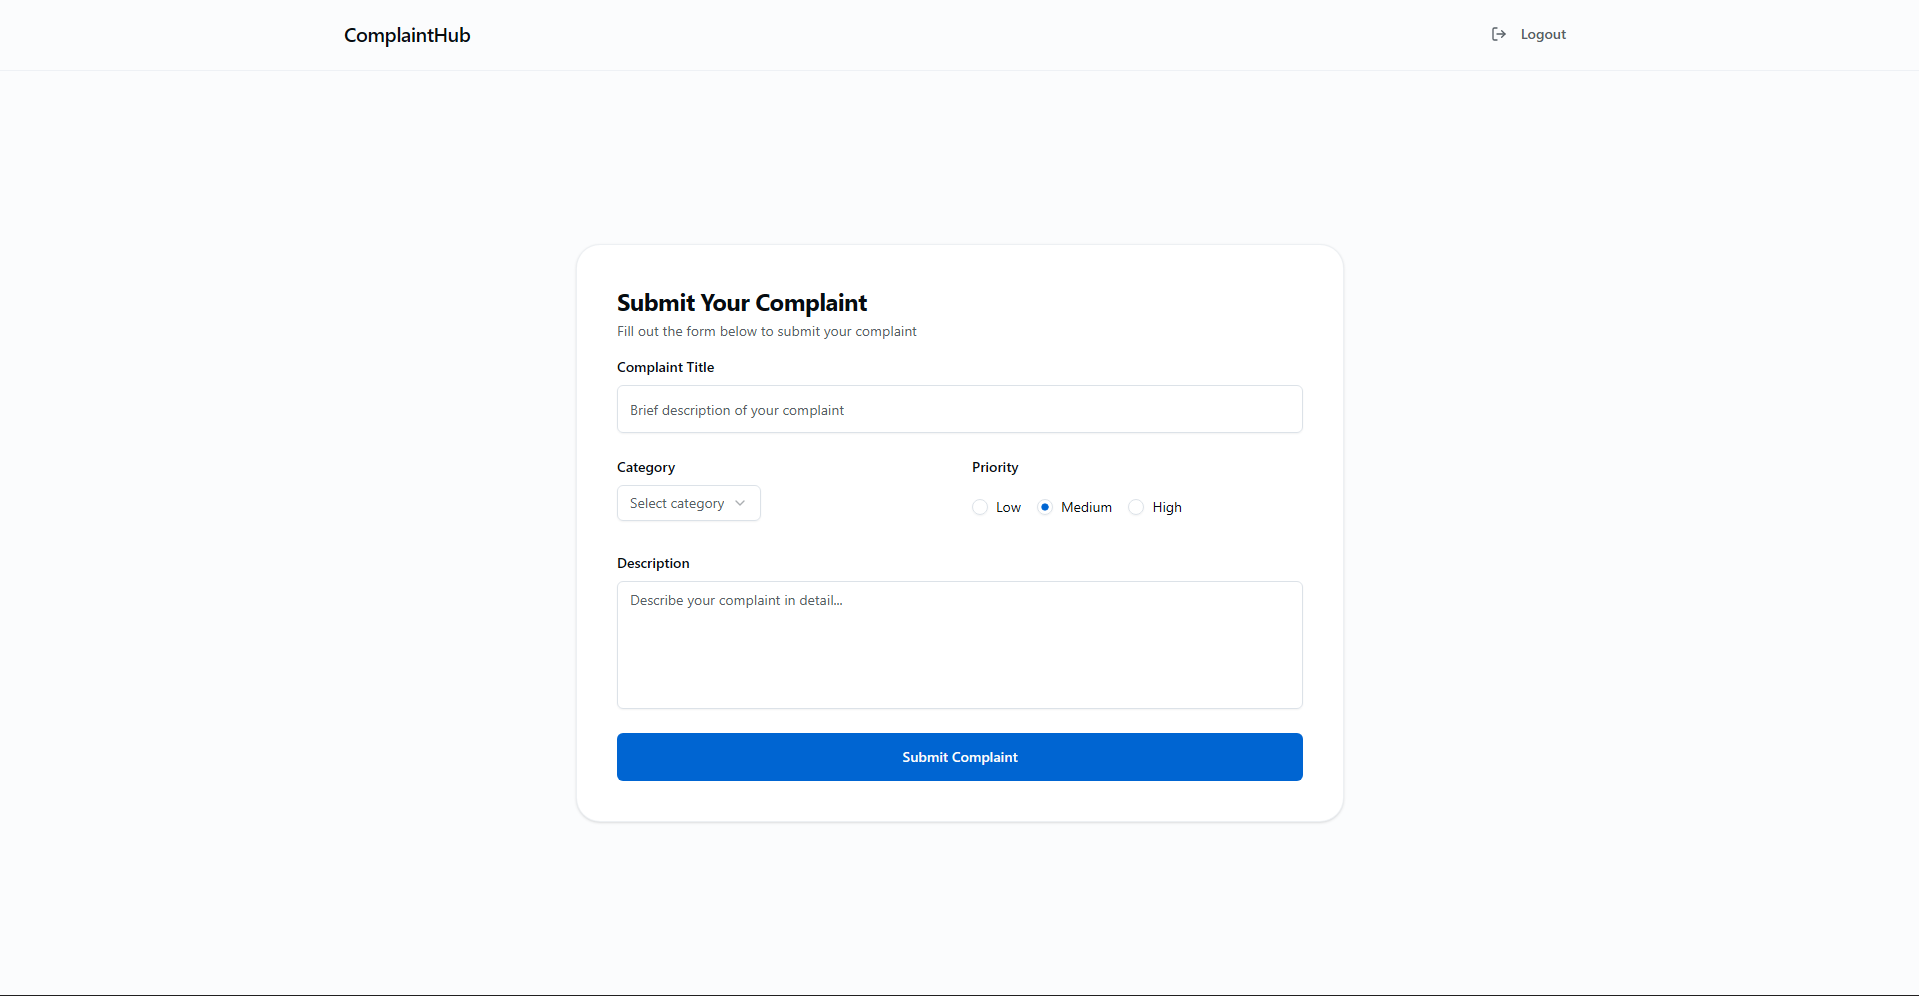 ComplaintHub
Logout
Submit Your Complaint
Fill out the form below to submit your complaint
Complaint Title
Brief description of your complaint
Category
Priority
Select category
Low
Medium
High
Description
Describe your complaint in detail...
Submit Complaint